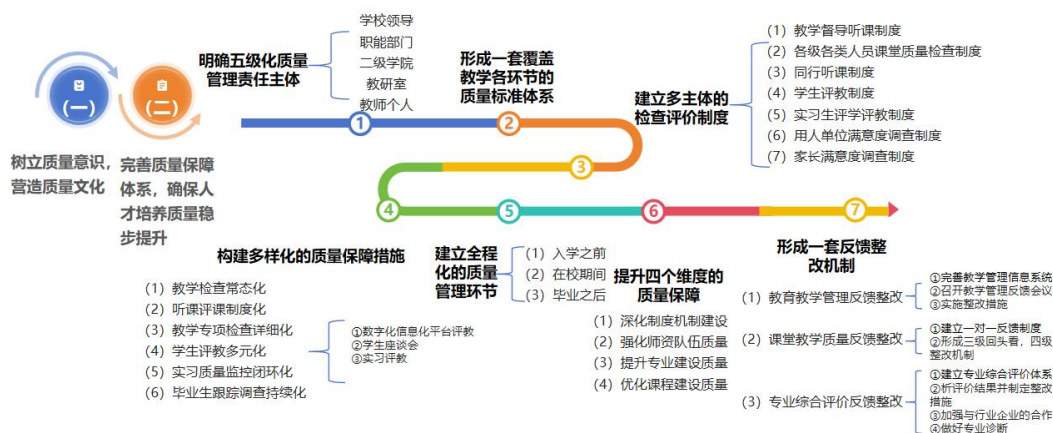 (一)
树立质量意识，
营造质量文化
(二)
完善质量保障
体系，确保人
才培养质量稳
步提升
明确五级化质量
管理责任主体
学校领导
职能部门
二级学院
教研室
教师个人
1
形成一套覆盖
教学各环节的
质量标准体系
2
建立多主体的
检查评价制度
(1) 教学督导听课制度
(2) 各级各类人员课堂质量检查制度
(3) 同行听课制度
(4) 学生评教制度
(5) 实习生评学评教制度
(6) 用人单位满意度调查制度
(7) 家长满意度调查制度
3
4
构建多样化的质量保障措施
(1) 教学检查常态化
(2) 听课评课制度化
(3) 教学专项检查详细化
(4) 学生评教多元化
(5) 实习质量监控闭环化
(6) 毕业生跟踪调查持续化
①数字化信息化平台评教
②学生座谈会
③实习评教
5
建立全程
化的质量
管理环节
(1) 入学之前
(2) 在校期间
(3) 毕业之后
6
提升四个维度的
质量保障
(1) 深化制度机制建设
(2) 强化师资队伍质量
(3) 提升专业建设质量
(4) 优化课程建设质量
7
形成一套反馈整
改机制
(1) 教育教学管理反馈整改
①完善教学管理信息系统
②召开教学管理反馈会议
③实施整改措施
(2) 课堂教学质量反馈整改
①建立一对一反馈制度
②形成三级回头看，四级
整改机制
(3) 专业综合评价反馈整改
①建立专业综合评价体系
②析评价结果并制定整改
措施
③加强与行业企业的合作
④做好专业诊断